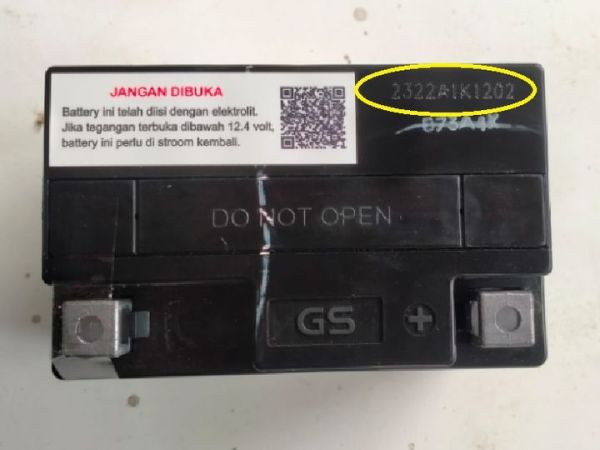 JANGAN DIBUKA
Battery ini telah diisi dengan elektrolit.
Jika tegangan terbuka dibawah 12.4 volt,
battery ini perlu di stroom kembali.
2322A1K1202
DO NOT OPEN
GS +